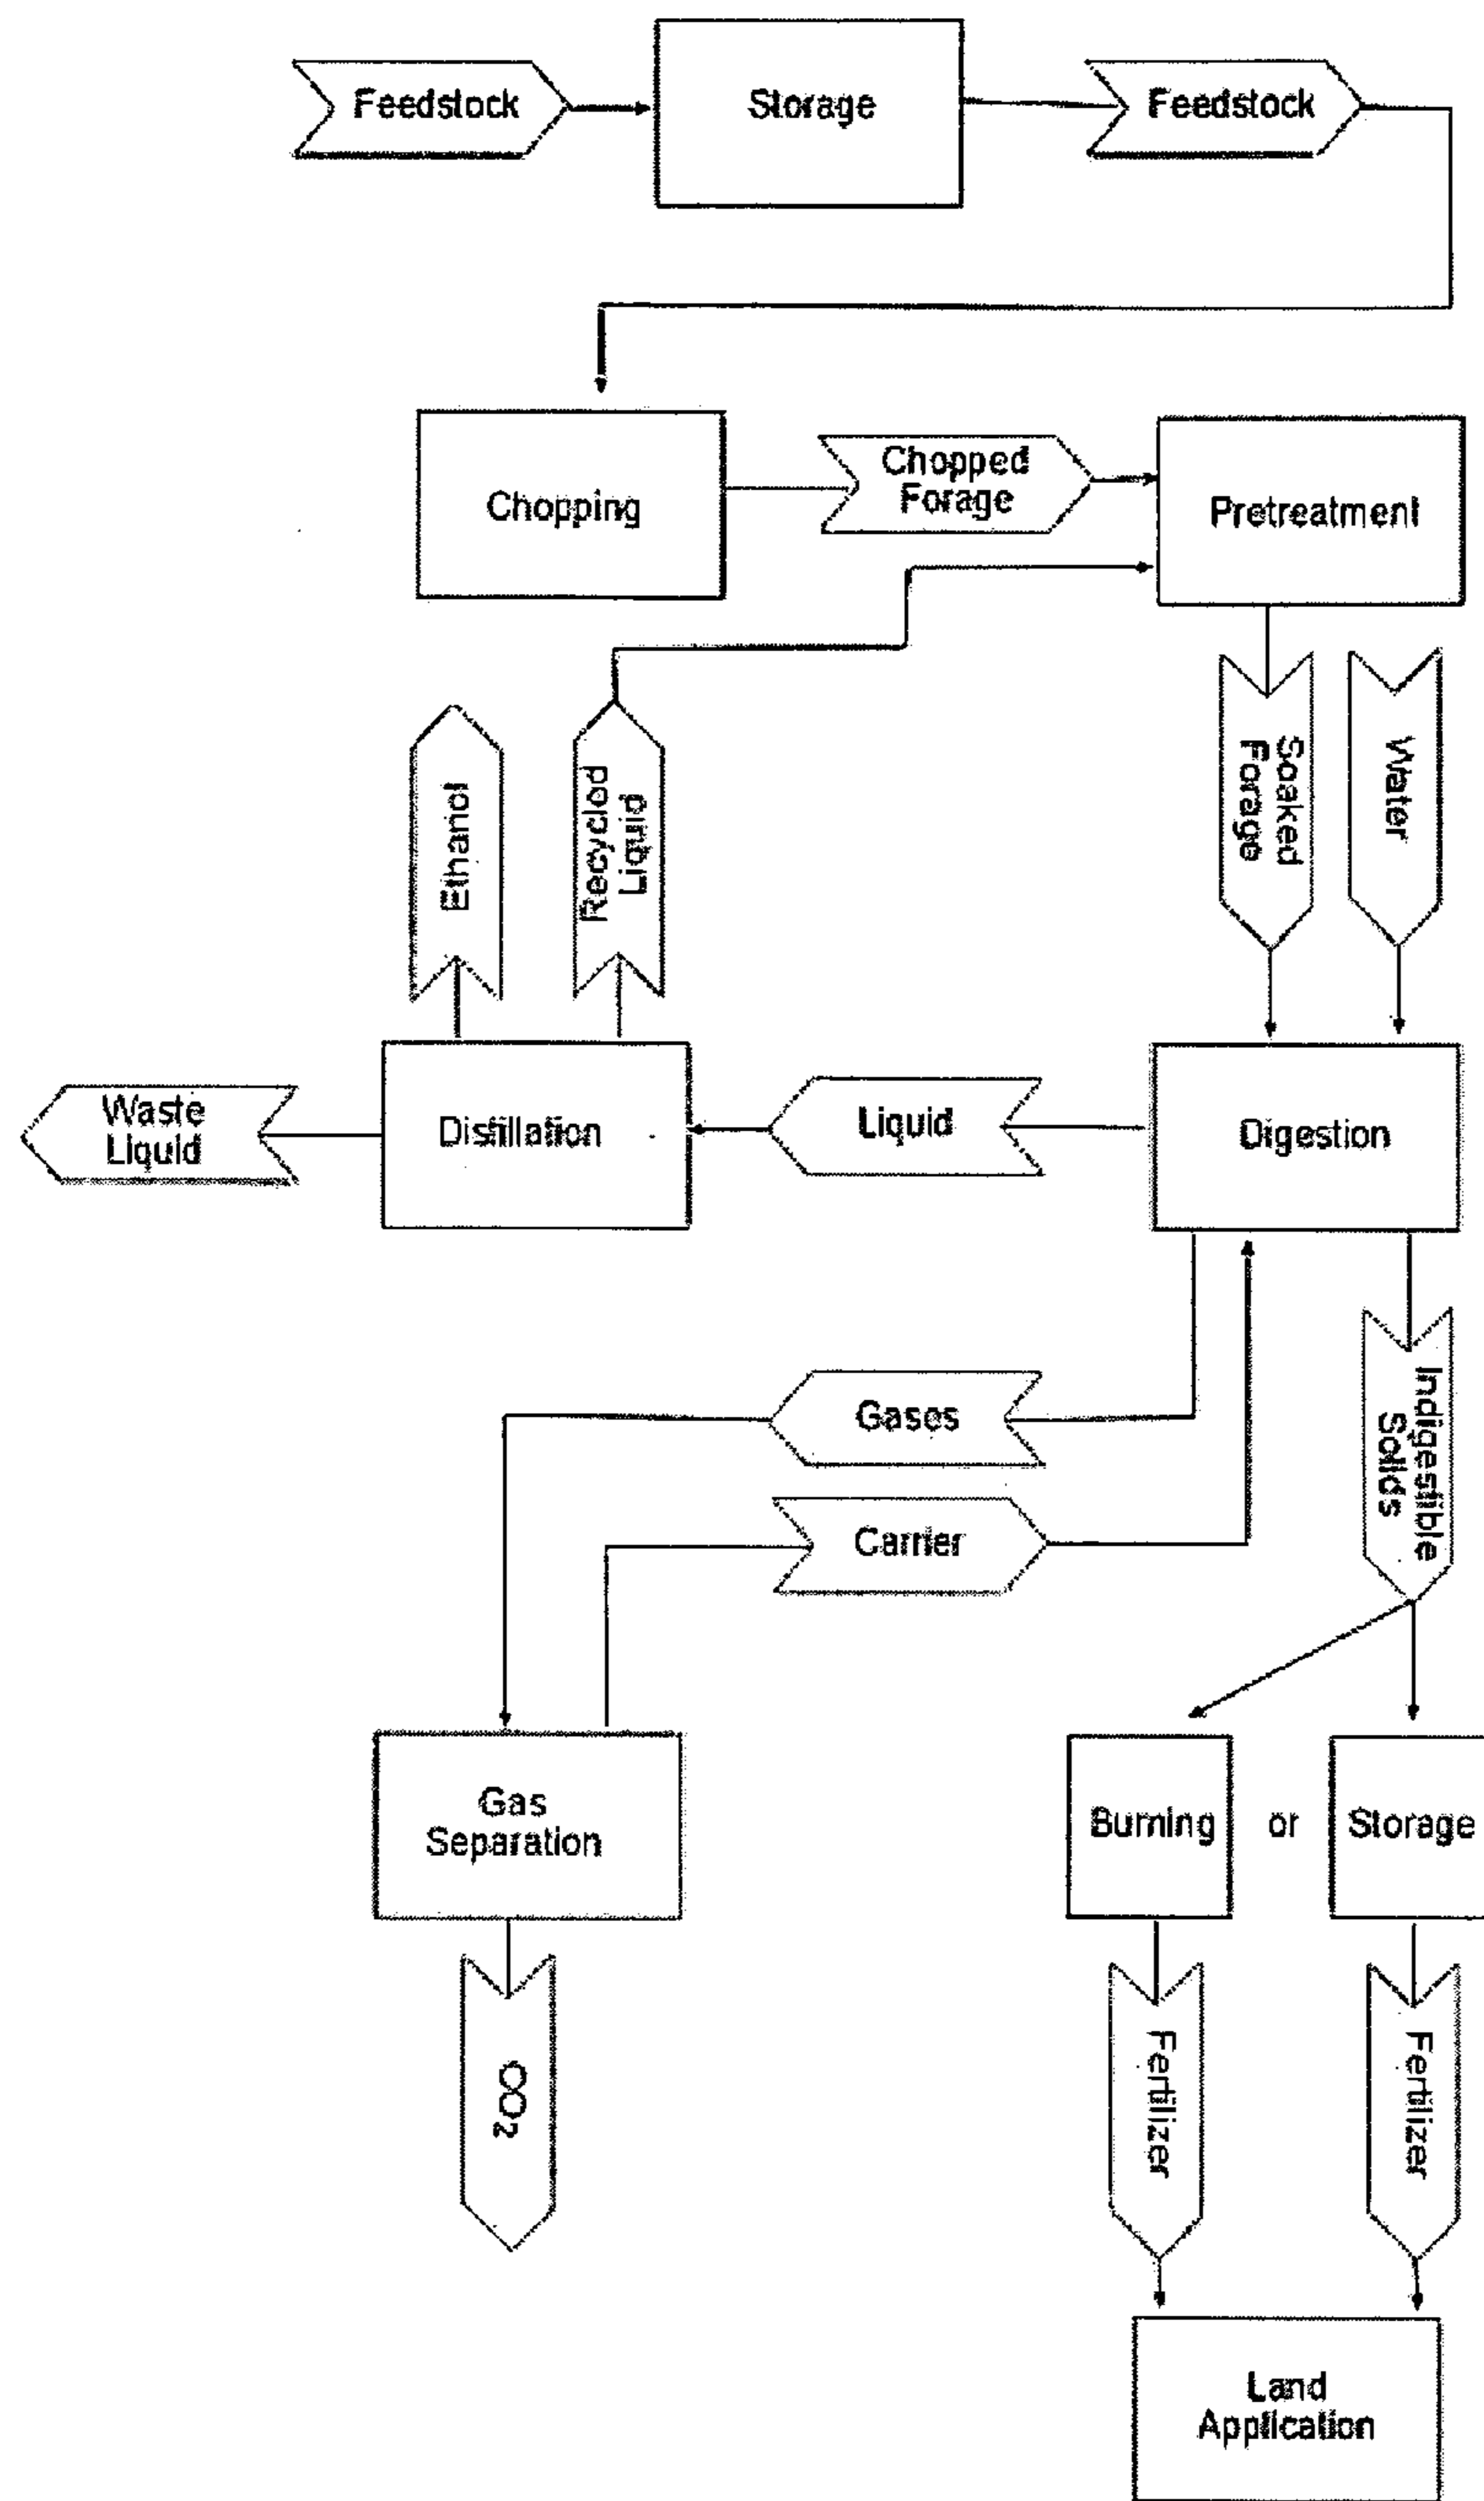 Feedstock
Storage
Feedstock
Chopping
Chopped
Forage
Pretreatment
Ethanol
Recyclod
Liquid
Soaked
Forage
Water
Waste
Liquid
Distillation
Liquid
Digestion
Gases
Carrier
Indigestible
Solids
Gas
Separation
Burning
or
Storage
CO2
Fertilizer
Fertilizer
Land
Application